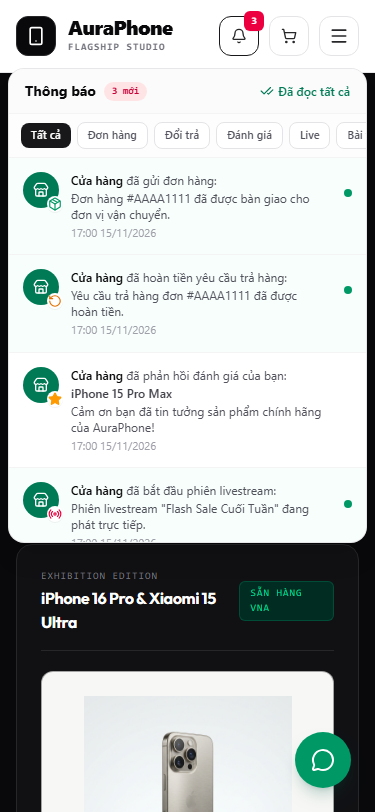 AuraPhone
FLAGSHIP STUDIO
3
Thông báo
3 mới
Đã đọc tất cả
Tất cả
Đơn hàng
Đổi trả
Đánh giá
Live
Bài
Cửa hàng đã gửi đơn hàng:
Đơn hàng #AAAA1111 đã được bàn giao cho
đơn vị vận chuyển.
17:00 15/11/2026
Cửa hàng đã hoàn tiền yêu cầu trả hàng:
Yêu cầu trả hàng đơn #AAAA1111 đã được
hoàn tiền.
17:00 15/11/2026
Cửa hàng đã phản hồi đánh giá của bạn:
iPhone 15 Pro Max
Cảm ơn bạn đã tin tưởng sản phẩm chính hãng
của AuraPhone!
17:00 15/11/2026
Cửa hàng đã bắt đầu phiên livestream:
Phiên livestream "Flash Sale Cuối Tuần" đang
phát trực tiếp.
17:00 15/11/2026
EXHIBITION EDITION
iPhone 16 Pro & Xiaomi 15
Ultra
SẴN HÀNG
VNA